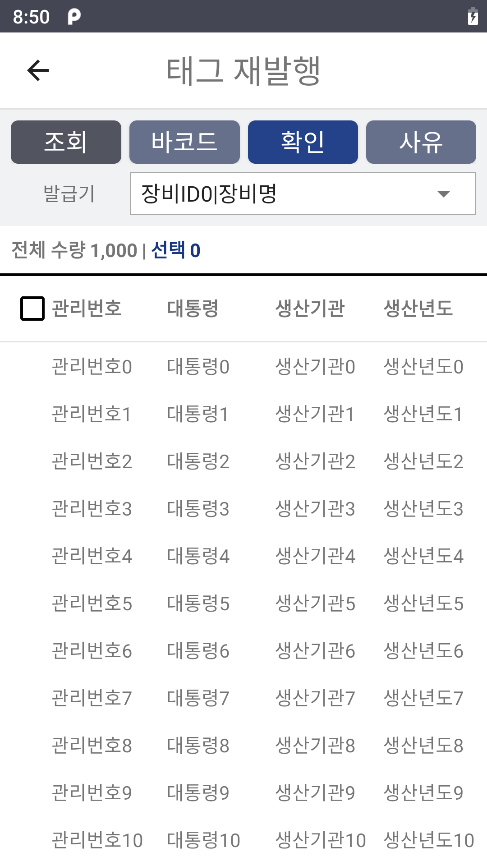 8:50
태그 재발행
조회 바코드 확인 사유
발급기 장비ID0|장비명
전체 수량 1,000 | 선택 0
관리번호 대통령 생산기관 생산년도
관리번호0 대통령0 생산기관0 생산년도0
관리번호1 대통령1 생산기관1 생산년도1
관리번호2 대통령2 생산기관2 생산년도2
관리번호3 대통령3 생산기관3 생산년도3
관리번호4 대통령4 생산기관4 생산년도4
관리번호5 대통령5 생산기관5 생산년도5
관리번호6 대통령6 생산기관6 생산년도6
관리번호7 대통령7 생산기관7 생산년도7
관리번호8 대통령8 생산기관8 생산년도8
관리번호9 대통령9 생산기관9 생산년도9
관리번호10 대통령10 생산기관10 생산년도10